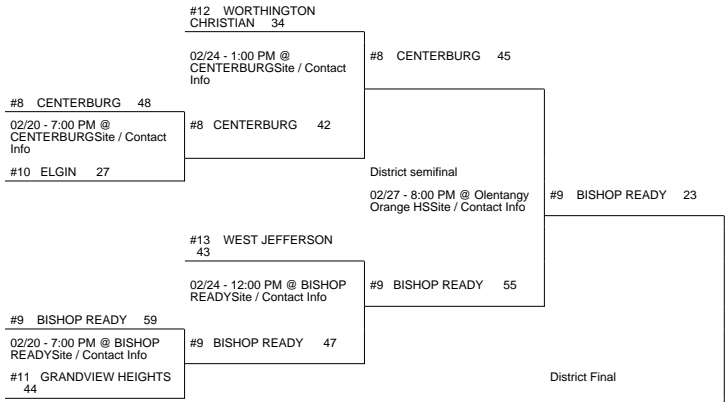 #12 WORTHINGTON
CHRISTIAN 34
02/24 - 1:00 PM @
CENTERBURGSite / Contact
Info
#8 CENTERBURG 45
#8 CENTERBURG 48
02/20 - 7:00 PM @
CENTERBURGSite / Contact
Info
#8 CENTERBURG 42
#10 ELGIN 27
District semifinal
02/27 - 8:00 PM @ Olentangy
Orange HSSite / Contact Info
#9 BISHOP READY 23
#13 WEST JEFFERSON
43
02/24 - 12:00 PM @ BISHOP
READYSite / Contact Info
#9 BISHOP READY 55
#9 BISHOP READY 59
02/20 - 7:00 PM @ BISHOP
READYSite / Contact Info
#9 BISHOP READY 47
#11 GRANDVIEW HEIGHTS
44
District Final